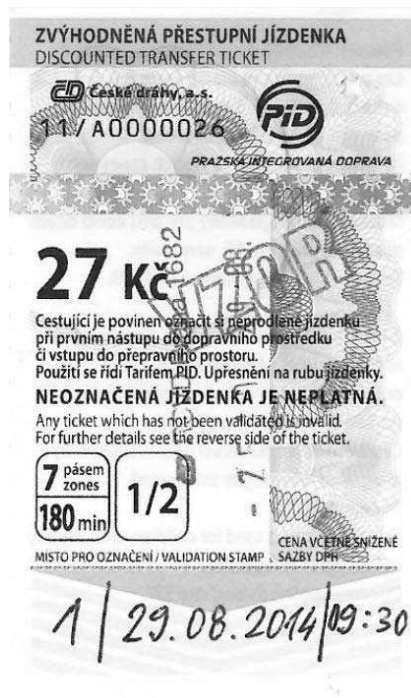 ZVÝHODNĚNÁ PŘESTUPNÍ JÍZDENKA
DISCOUNTED TRANSFER TICKET
České dráhy, a.s.
PID
11/A0000026
PRAŽSKÁ INTEGROVANÁ DOPRAVA
27 Kč
VZOR
Cestující je povinen označit si neprodleně jízdenku
při prvním nástupu do dopravního prostředku
či vstupu do přepravního prostoru.
Použití se řídí Tarifem PID. Upřesnění na rubu jízdenky.
NEOZNAČENÁ JÍZDENKA JE NEPLATNÁ.
Any ticket which has not been validated is invalid.
For further details see the reverse side of the ticket.
7 pásem
zones
180 min
1/2
CENA VČETNĚ SNÍŽENÉ
SAZBY DPH
MÍSTO PRO OZNAČENÍ / VALIDATION STAMP
1 / 29.08.2014 / 09:30